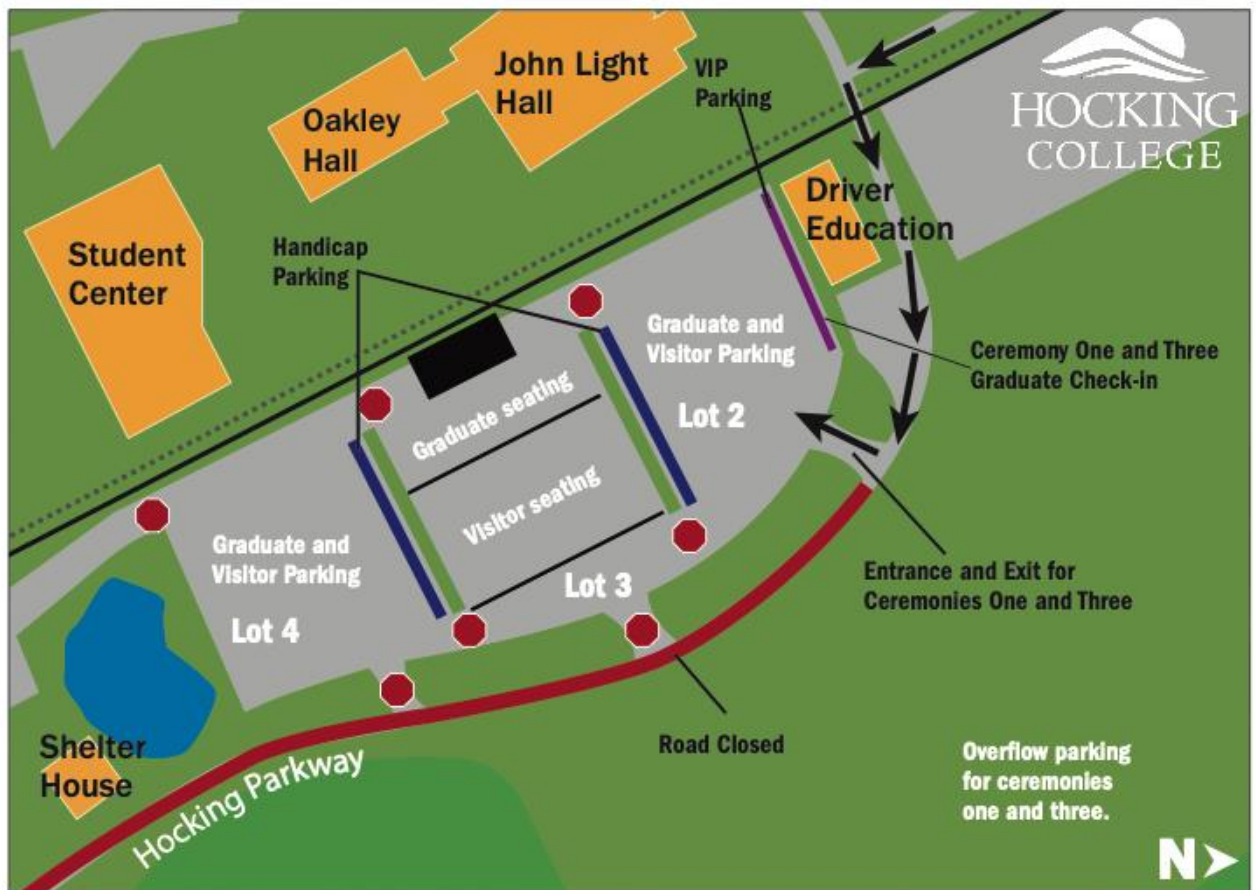 HOCKING
COLLEGE
John Light
Hall
VIP
Parking
Oakley
Hall
Driver
Education
Student
Center
Handicap
Parking
Graduate and
Visitor Parking
Lot 2
Ceremony One and Three
Graduate Check-in
Graduate seating
Visitor seating
Graduate and
Visitor Parking
Lot 4
Lot 3
Entrance and Exit for
Ceremonies One and Three
Road Closed
Shelter
House
Hocking Parkway
Overflow parking
for ceremonies
one and three.
N